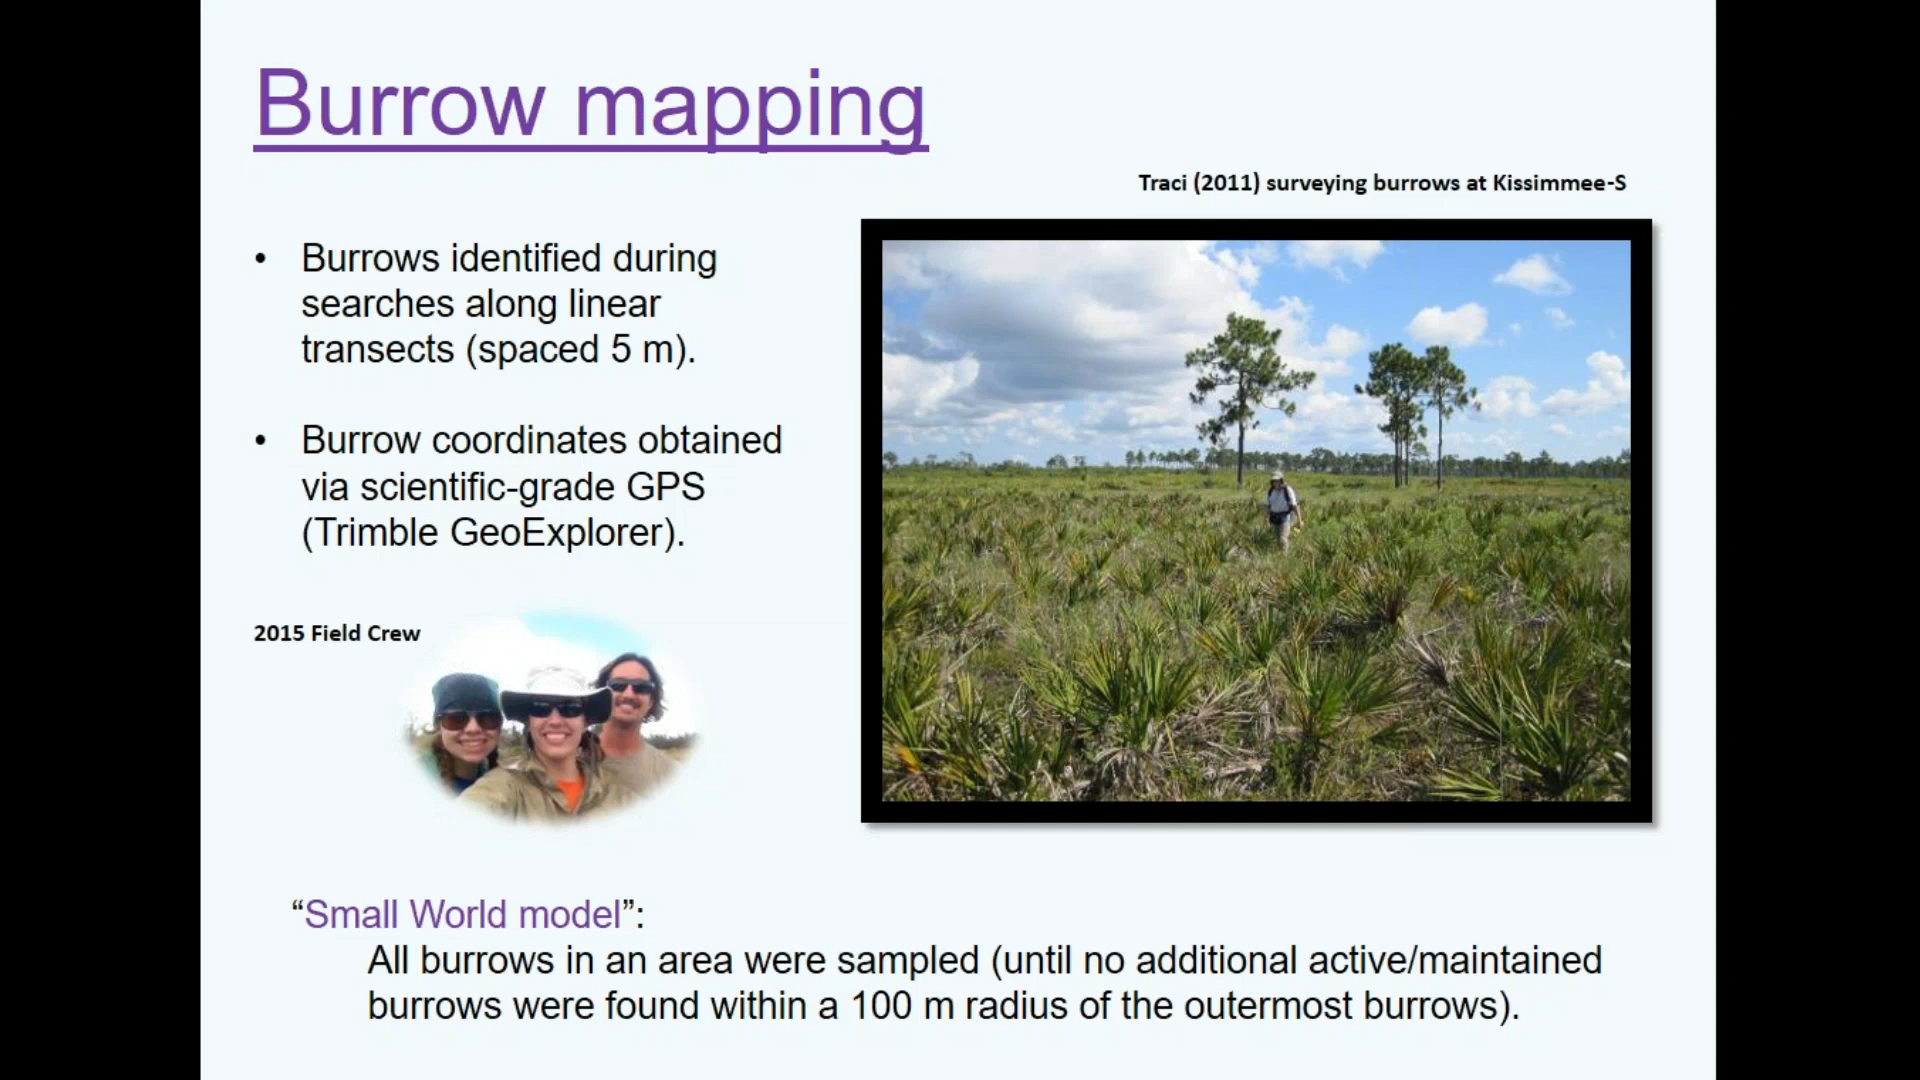 Burrow mapping
Traci (2011) surveying burrows at Kissimmee-S
• Burrows identified during
searches along linear
transects (spaced 5 m).
• Burrow coordinates obtained
via scientific-grade GPS
(Trimble GeoExplorer).
2015 Field Crew
“Small World model”:
All burrows in an area were sampled (until no additional active/maintained
burrows were found within a 100 m radius of the outermost burrows).